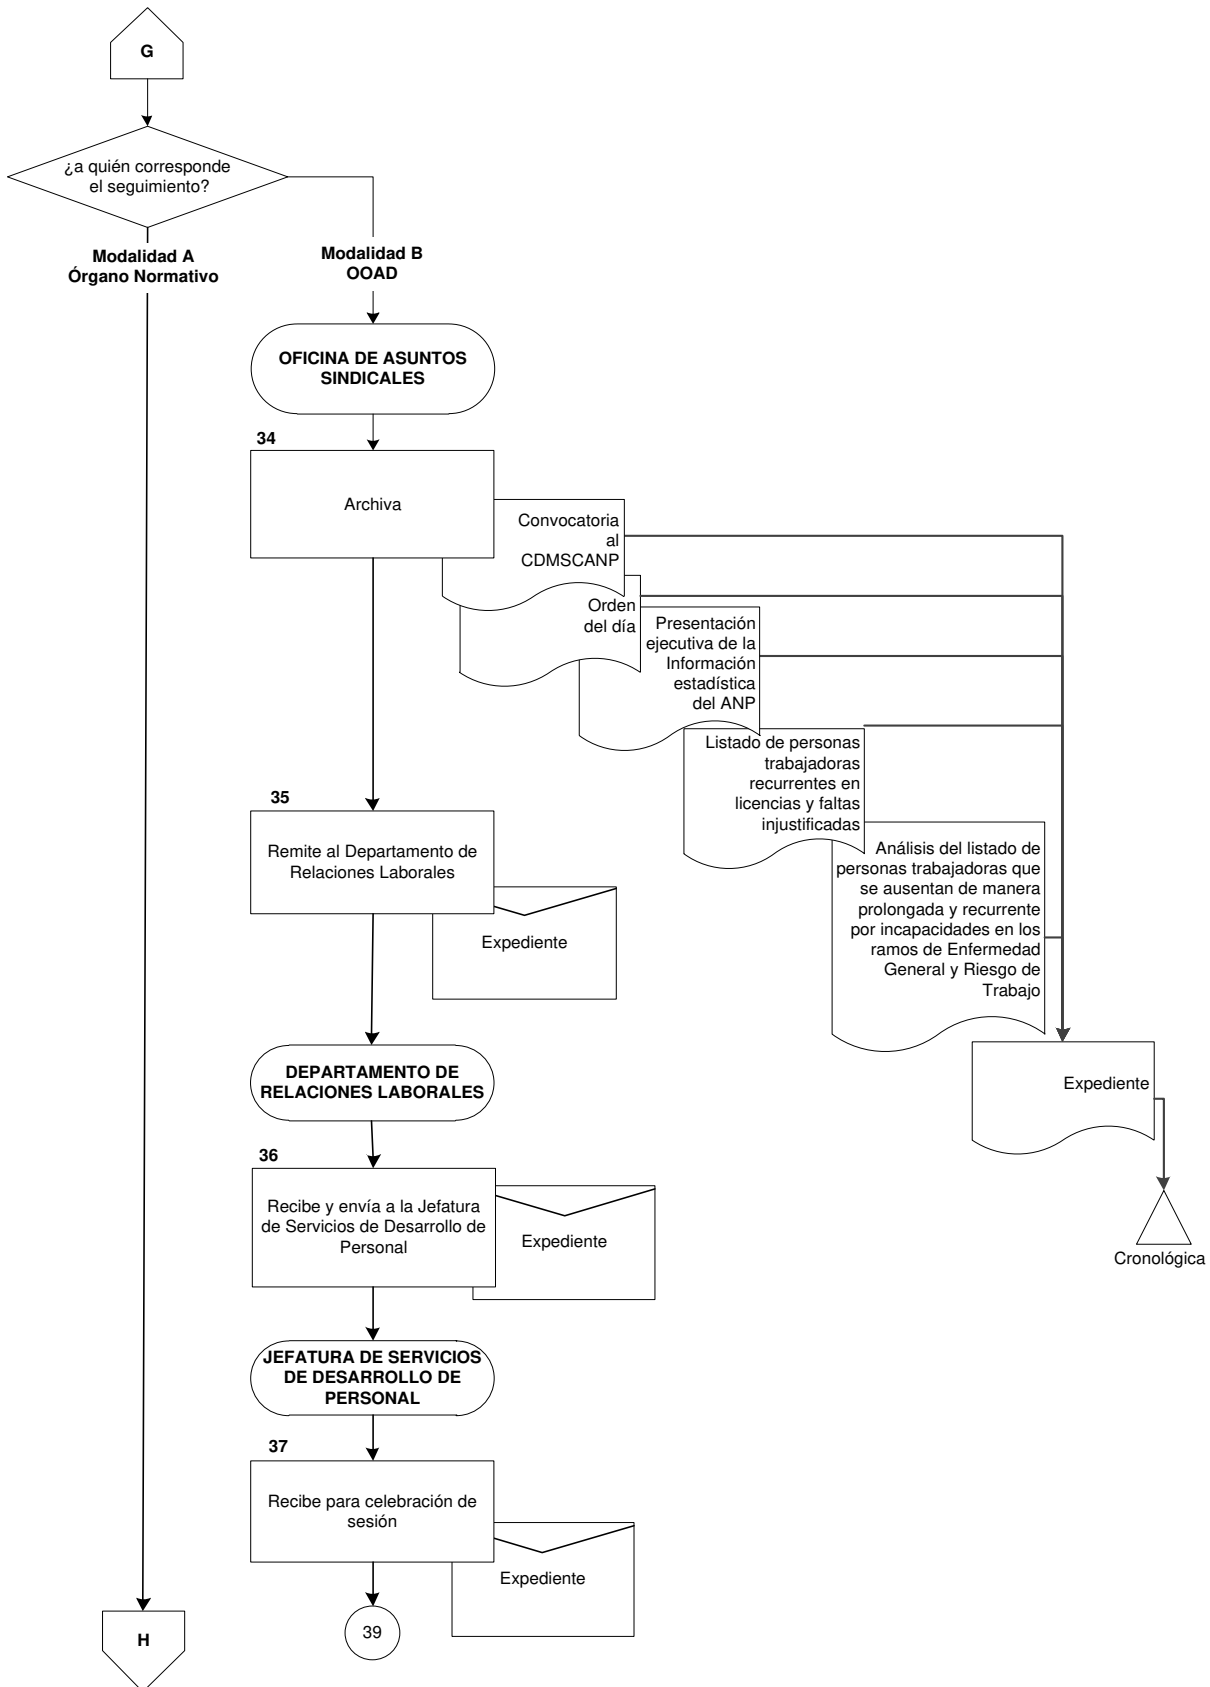 G
¿a quién corresponde
el seguimiento?
Modalidad A
Órgano Normativo
Modalidad B
OOAD
OFICINA DE ASUNTOS
SINDICALES
34
Archiva
Convocatoria
al
CDMSCANP
Orden
del día
Presentación
ejecutiva de la
Información
estadística
del ANP
Listado de personas
trabajadoras
recurrentes en
licencias y faltas
injustificadas
Análisis del listado de
personas trabajadoras que
se ausentan de manera
prolongada y recurrente
por incapacidades en los
ramos de Enfermedad
General y Riesgo de
Trabajo
Expediente
Cronológica
35
Remite al Departamento de
Relaciones Laborales
Expediente
DEPARTAMENTO DE
RELACIONES LABORALES
36
Recibe y envía a la Jefatura
de Servicios de Desarrollo de
Personal
Expediente
JEFATURA DE SERVICIOS
DE DESARROLLO DE
PERSONAL
37
Recibe para celebración de
sesión
Expediente
39
H